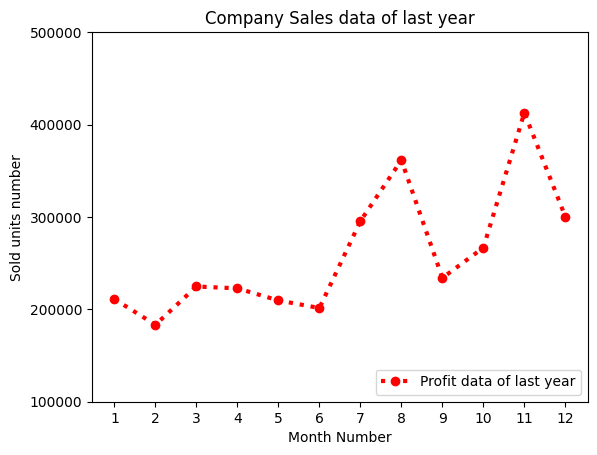 Company Sales data of last year
500000
400000
300000
200000
100000
Sold units number
1 2 3 4 5 6 7 8 9 10 11 12
Month Number
Profit data of last year